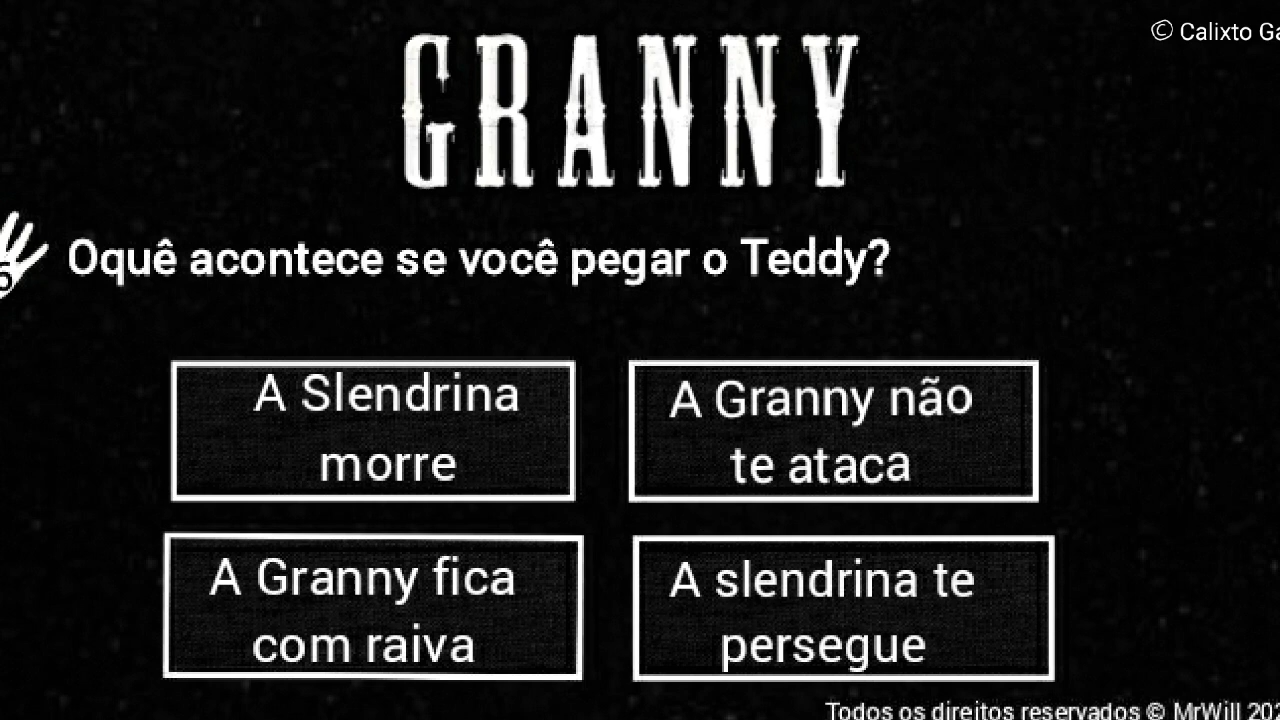 © Calixto
GRANNY
Oquê acontece se você pegar o Teddy?
A Slendrina
morre
A Granny não
te ataca
A Granny fica
com raiva
A slendrina te
persegue
Todos os direitos reservados © MrWill